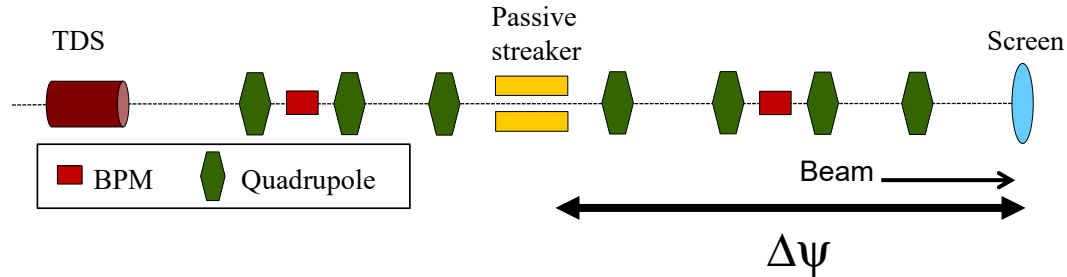 TDS
Passive
streaker
Screen
BPM
Quadrupole
Beam
Δψ